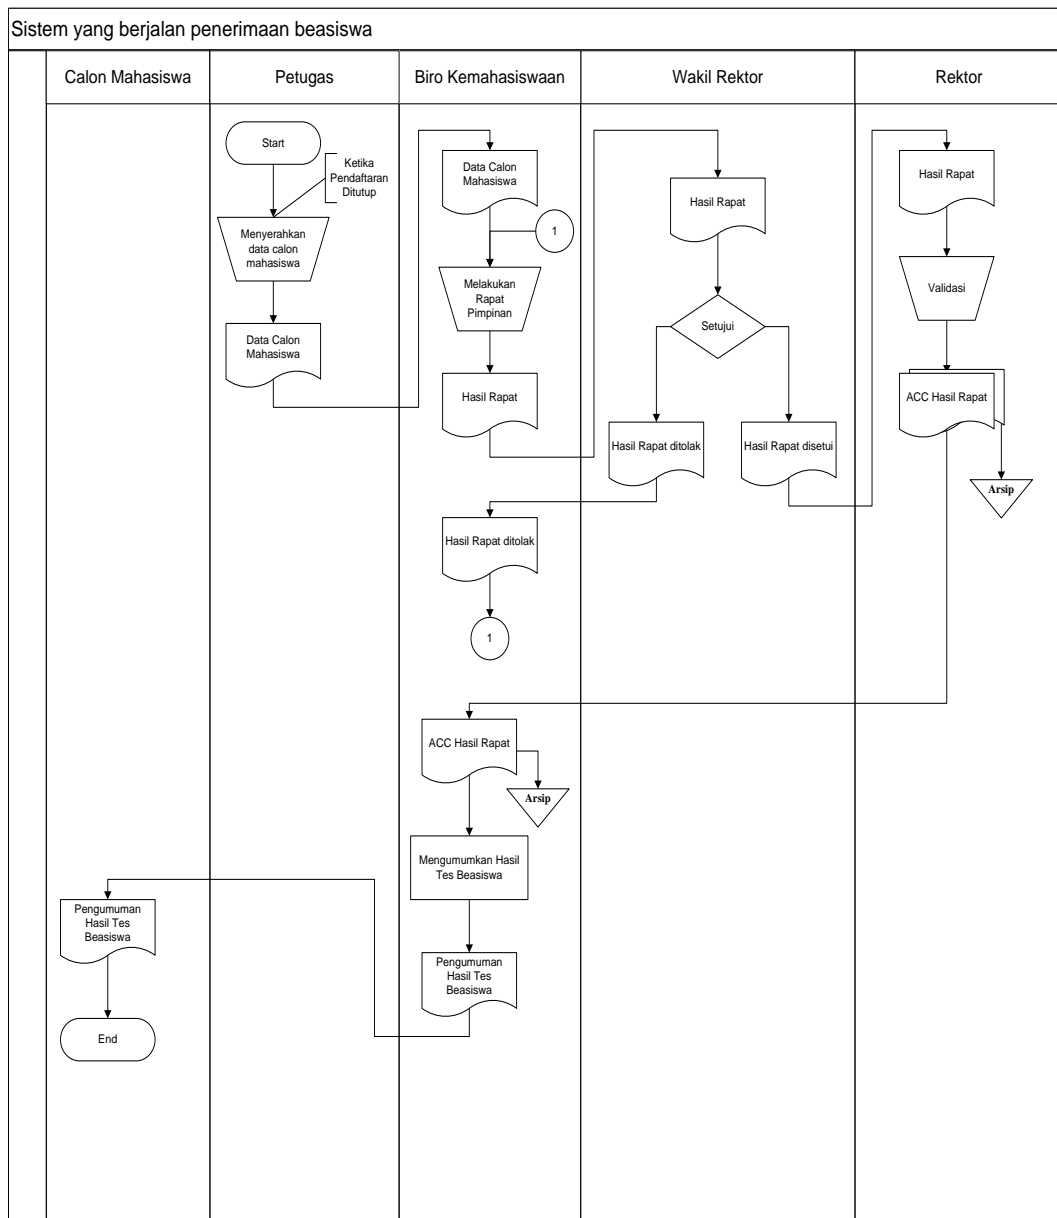 Sistem yang berjalan penerimaan beasiswa
Calon Mahasiswa
Petugas
Biro Kemahasiswaan
Wakil Rektor
Rektor
Start
Ketika
Pendaftaran
Ditutup
Menyerahkan
data calon
mahasiswa
Data Calon
Mahasiswa
Data Calon
Mahasiswa
1
Melakukan
Rapat
Pimpinan
Hasil Rapat
Hasil Rapat
Setujui
Hasil Rapat ditolak
Hasil Rapat disetui
Hasil Rapat
Validasi
ACC Hasil Rapat
Arsip
Hasil Rapat ditolak
1
ACC Hasil Rapat
Arsip
Mengumumkan Hasil
Tes Beasiswa
Pengumuman
Hasil Tes
Beasiswa
Pengumuman
Hasil Tes
Beasiswa
End